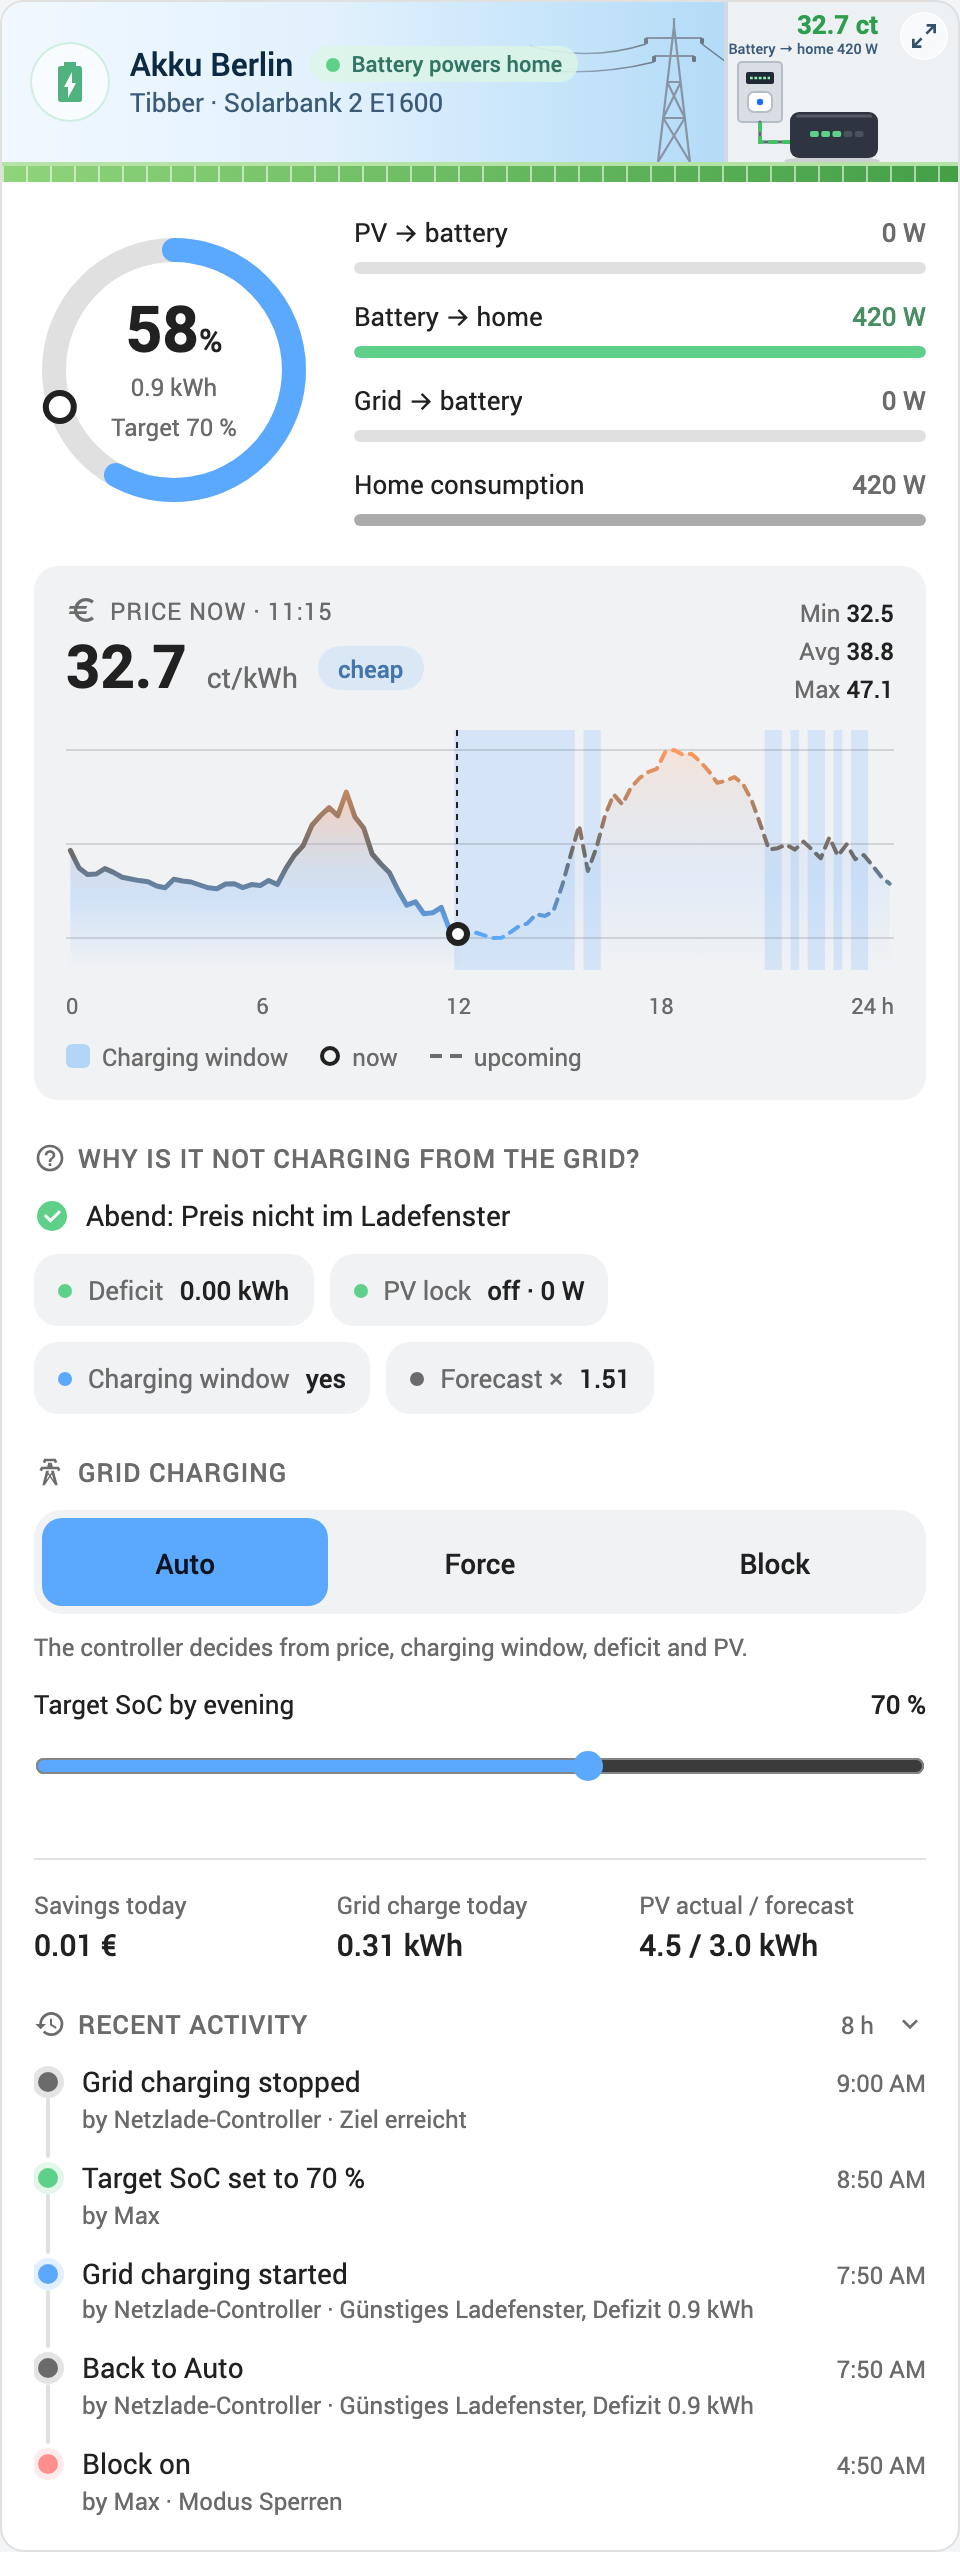 32.7 ct
Akku Berlin
Battery powers home
Battery → home 420 W
Tibber · Solarbank 2 E1600
58%
0.9 kWh
Target 70 %
PV → battery 0 W
Battery → home 420 W
Grid → battery 0 W
Home consumption 420 W
€ PRICE NOW · 11:15
32.7 ct/kWh cheap
Min 32.5
Avg 38.8
Max 47.1
0 6 12 18 24 h
Charging window now upcoming
WHY IS IT NOT CHARGING FROM THE GRID?
Abend: Preis nicht im Ladefenster
Deficit 0.00 kWh PV lock off · 0 W
Charging window yes Forecast × 1.51
GRID CHARGING
Auto Force Block
The controller decides from price, charging window, deficit and PV.
Target SoC by evening 70 %
Savings today Grid charge today PV actual / forecast
0.01 € 0.31 kWh 4.5 / 3.0 kWh
RECENT ACTIVITY 8 h
Grid charging stopped 9:00 AM
by Netzlade-Controller · Ziel erreicht
Target SoC set to 70 % 8:50 AM
by Max
Grid charging started 7:50 AM
by Netzlade-Controller · Günstiges Ladefenster, Defizit 0.9 kWh
Back to Auto 7:50 AM
by Netzlade-Controller · Günstiges Ladefenster, Defizit 0.9 kWh
Block on 4:50 AM
by Max · Modus Sperren